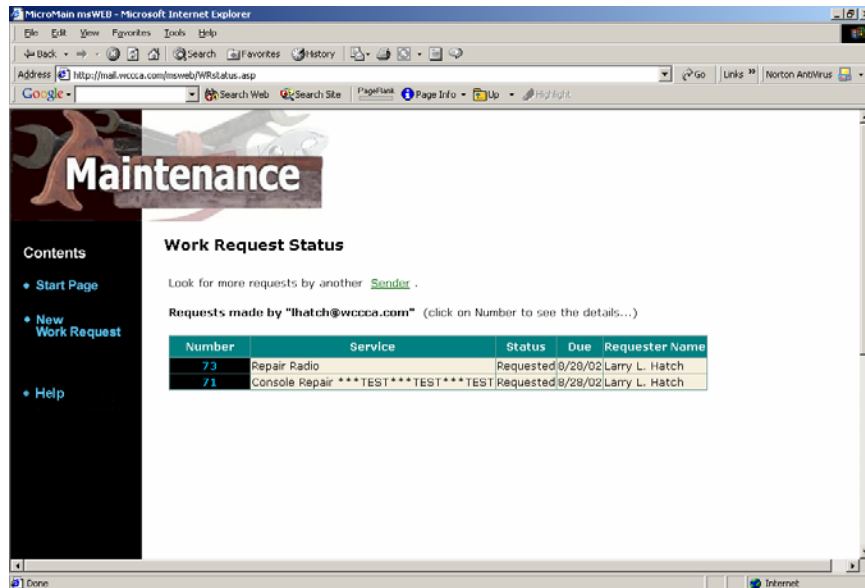 MicroMain msWEB - Microsoft Internet Explorer
File Edit View Favorites Tools Help
Back Search Favorites History
Address http://mail.wccca.com/msweb/WRstatus.asp Go Links » Norton AntiVirus
Google Search Web Search Site PageRank Page Info Up Highlight
Maintenance
Contents
Start Page
New
Work Request
Help
Work Request Status
Look for more requests by another Sender .
Requests made by "lhatch@wccca.com" (click on Number to see the details...)
Number Service Status Due Requester Name
73 Repair Radio Requested 8/28/02 Larry L. Hatch
71 Console Repair ***TEST***TEST***TEST Requested 8/28/02 Larry L. Hatch
Done Internet